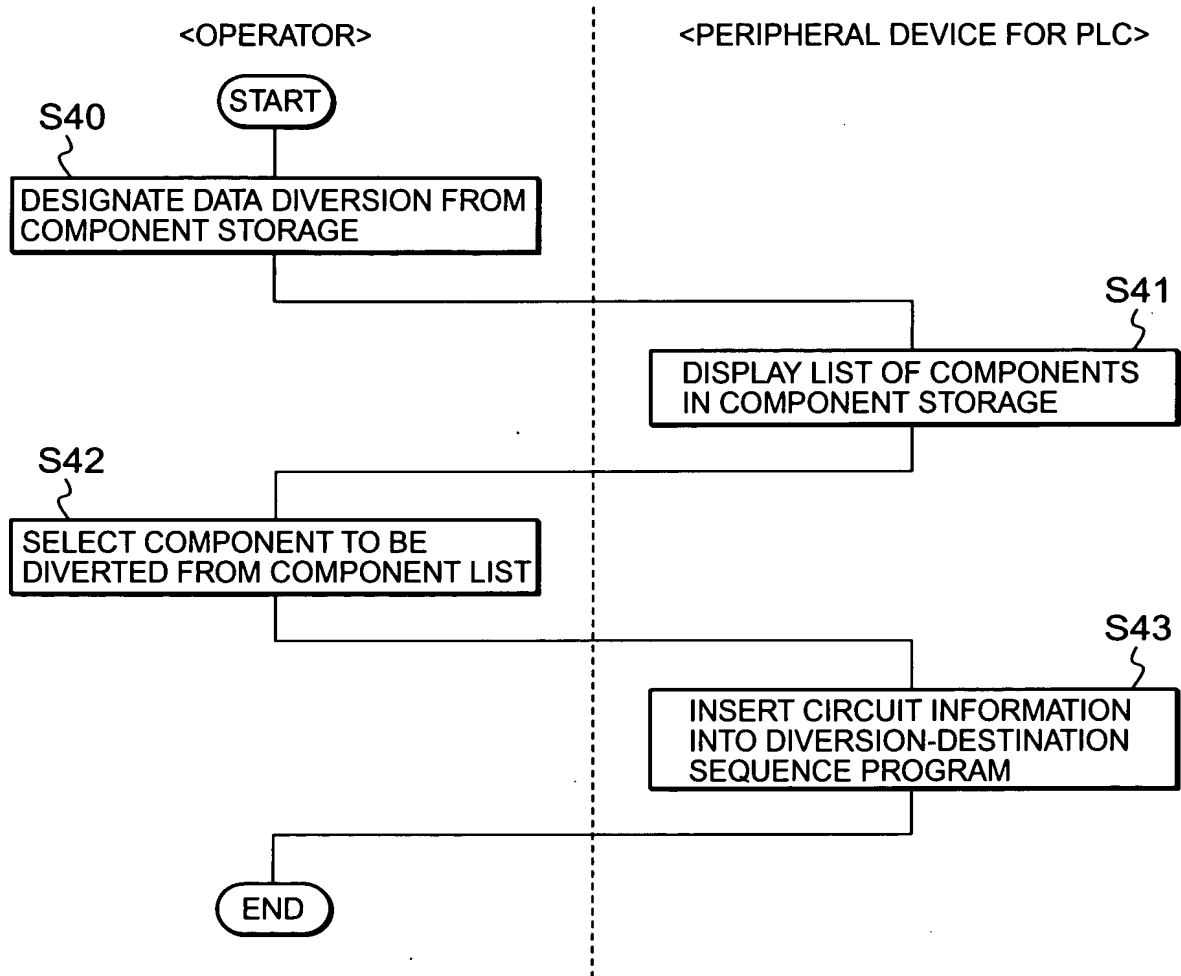 <OPERATOR>
<PERIPHERAL DEVICE FOR PLC>
START
S40
DESIGNATE DATA DIVERSION FROM
COMPONENT STORAGE
S41
DISPLAY LIST OF COMPONENTS
IN COMPONENT STORAGE
S42
SELECT COMPONENT TO BE
DIVERTED FROM COMPONENT LIST
S43
INSERT CIRCUIT INFORMATION
INTO DIVERSION-DESTINATION
SEQUENCE PROGRAM
END